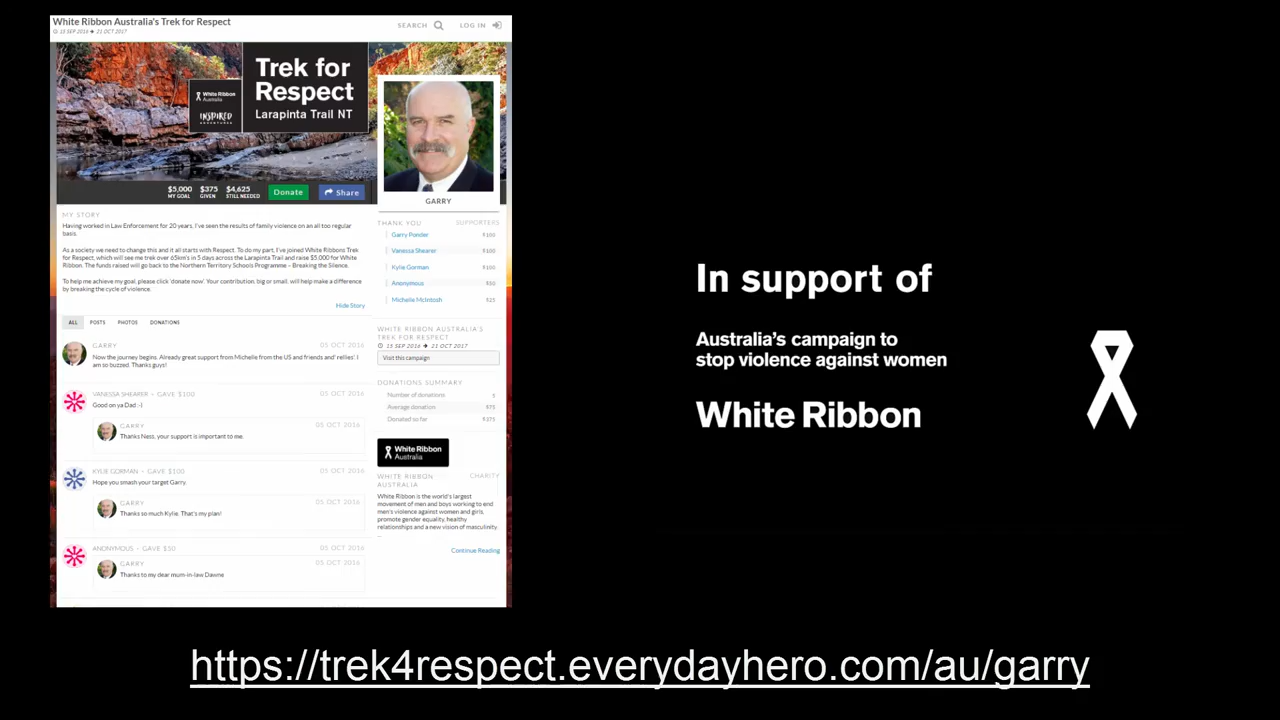 White Ribbon Australia's Trek for Respect
15 SEP 2016 → 21 OCT 2017
SEARCH
LOG IN
White Ribbon
Australia
INSPIRED
ADVENTURES
Trek for
Respect
Larapinta Trail NT
$5,000
MY GOAL
$375
GIVEN
$4,625
STILL NEEDED
Donate
Share
GARRY
MY STORY
Having worked in Law Enforcement for 20 years, I've seen the results of family violence on an all too regular
basis.
As a society we need to change this and it all starts with Respect. To do my part, I've joined White Ribbons Trek
for Respect, which will see me trek over 65km's in 5 days across the Larapinta Trail and raise $5,000 for White
Ribbon. The funds raised will go back to the Northern Territory Schools Programme – Breaking the Silence.
To help me achieve my goal, please click 'donate now'. Your contribution, big or small, will help make a difference
by breaking the cycle of violence.
Hide Story
ALL
POSTS
PHOTOS
DONATIONS
GARRY
05 OCT 2016
Now the journey begins. Already great support from Michelle from the US and friends and 'rellies'. I
am so buzzed. Thanks guys!
VANESSA SHEARER • GAVE $100
05 OCT 2016
Good on ya Dad :-)
GARRY
05 OCT 2016
Thanks Ness, your support is important to me.
KYLIE GORMAN • GAVE $100
05 OCT 2016
Hope you smash your target Garry.
GARRY
05 OCT 2016
Thanks so much Kylie. That's my plan!
ANONYMOUS • GAVE $50
05 OCT 2016
GARRY
05 OCT 2016
Thanks to my dear mum-in-law Dawne
THANK YOU
SUPPORTERS
Garry Ponder $100
Vanessa Shearer $100
Kylie Gorman $100
Anonymous $50
Michelle McIntosh $25
WHITE RIBBON AUSTRALIA'S
TREK FOR RESPECT
15 SEP 2016 → 21 OCT 2017
Visit this campaign
DONATIONS SUMMARY
Number of donations 5
Average donation $75
Donated so far $375
White Ribbon
Australia
WHITE RIBBON
AUSTRALIA
CHARITY
White Ribbon is the world's largest
movement of men and boys working to end
men's violence against women and girls,
promote gender equality, healthy
relationships and a new vision of masculinity.
...
Continue Reading
In support of
Australia's campaign to
stop violence against women
White Ribbon
https://trek4respect.everydayhero.com/au/garry